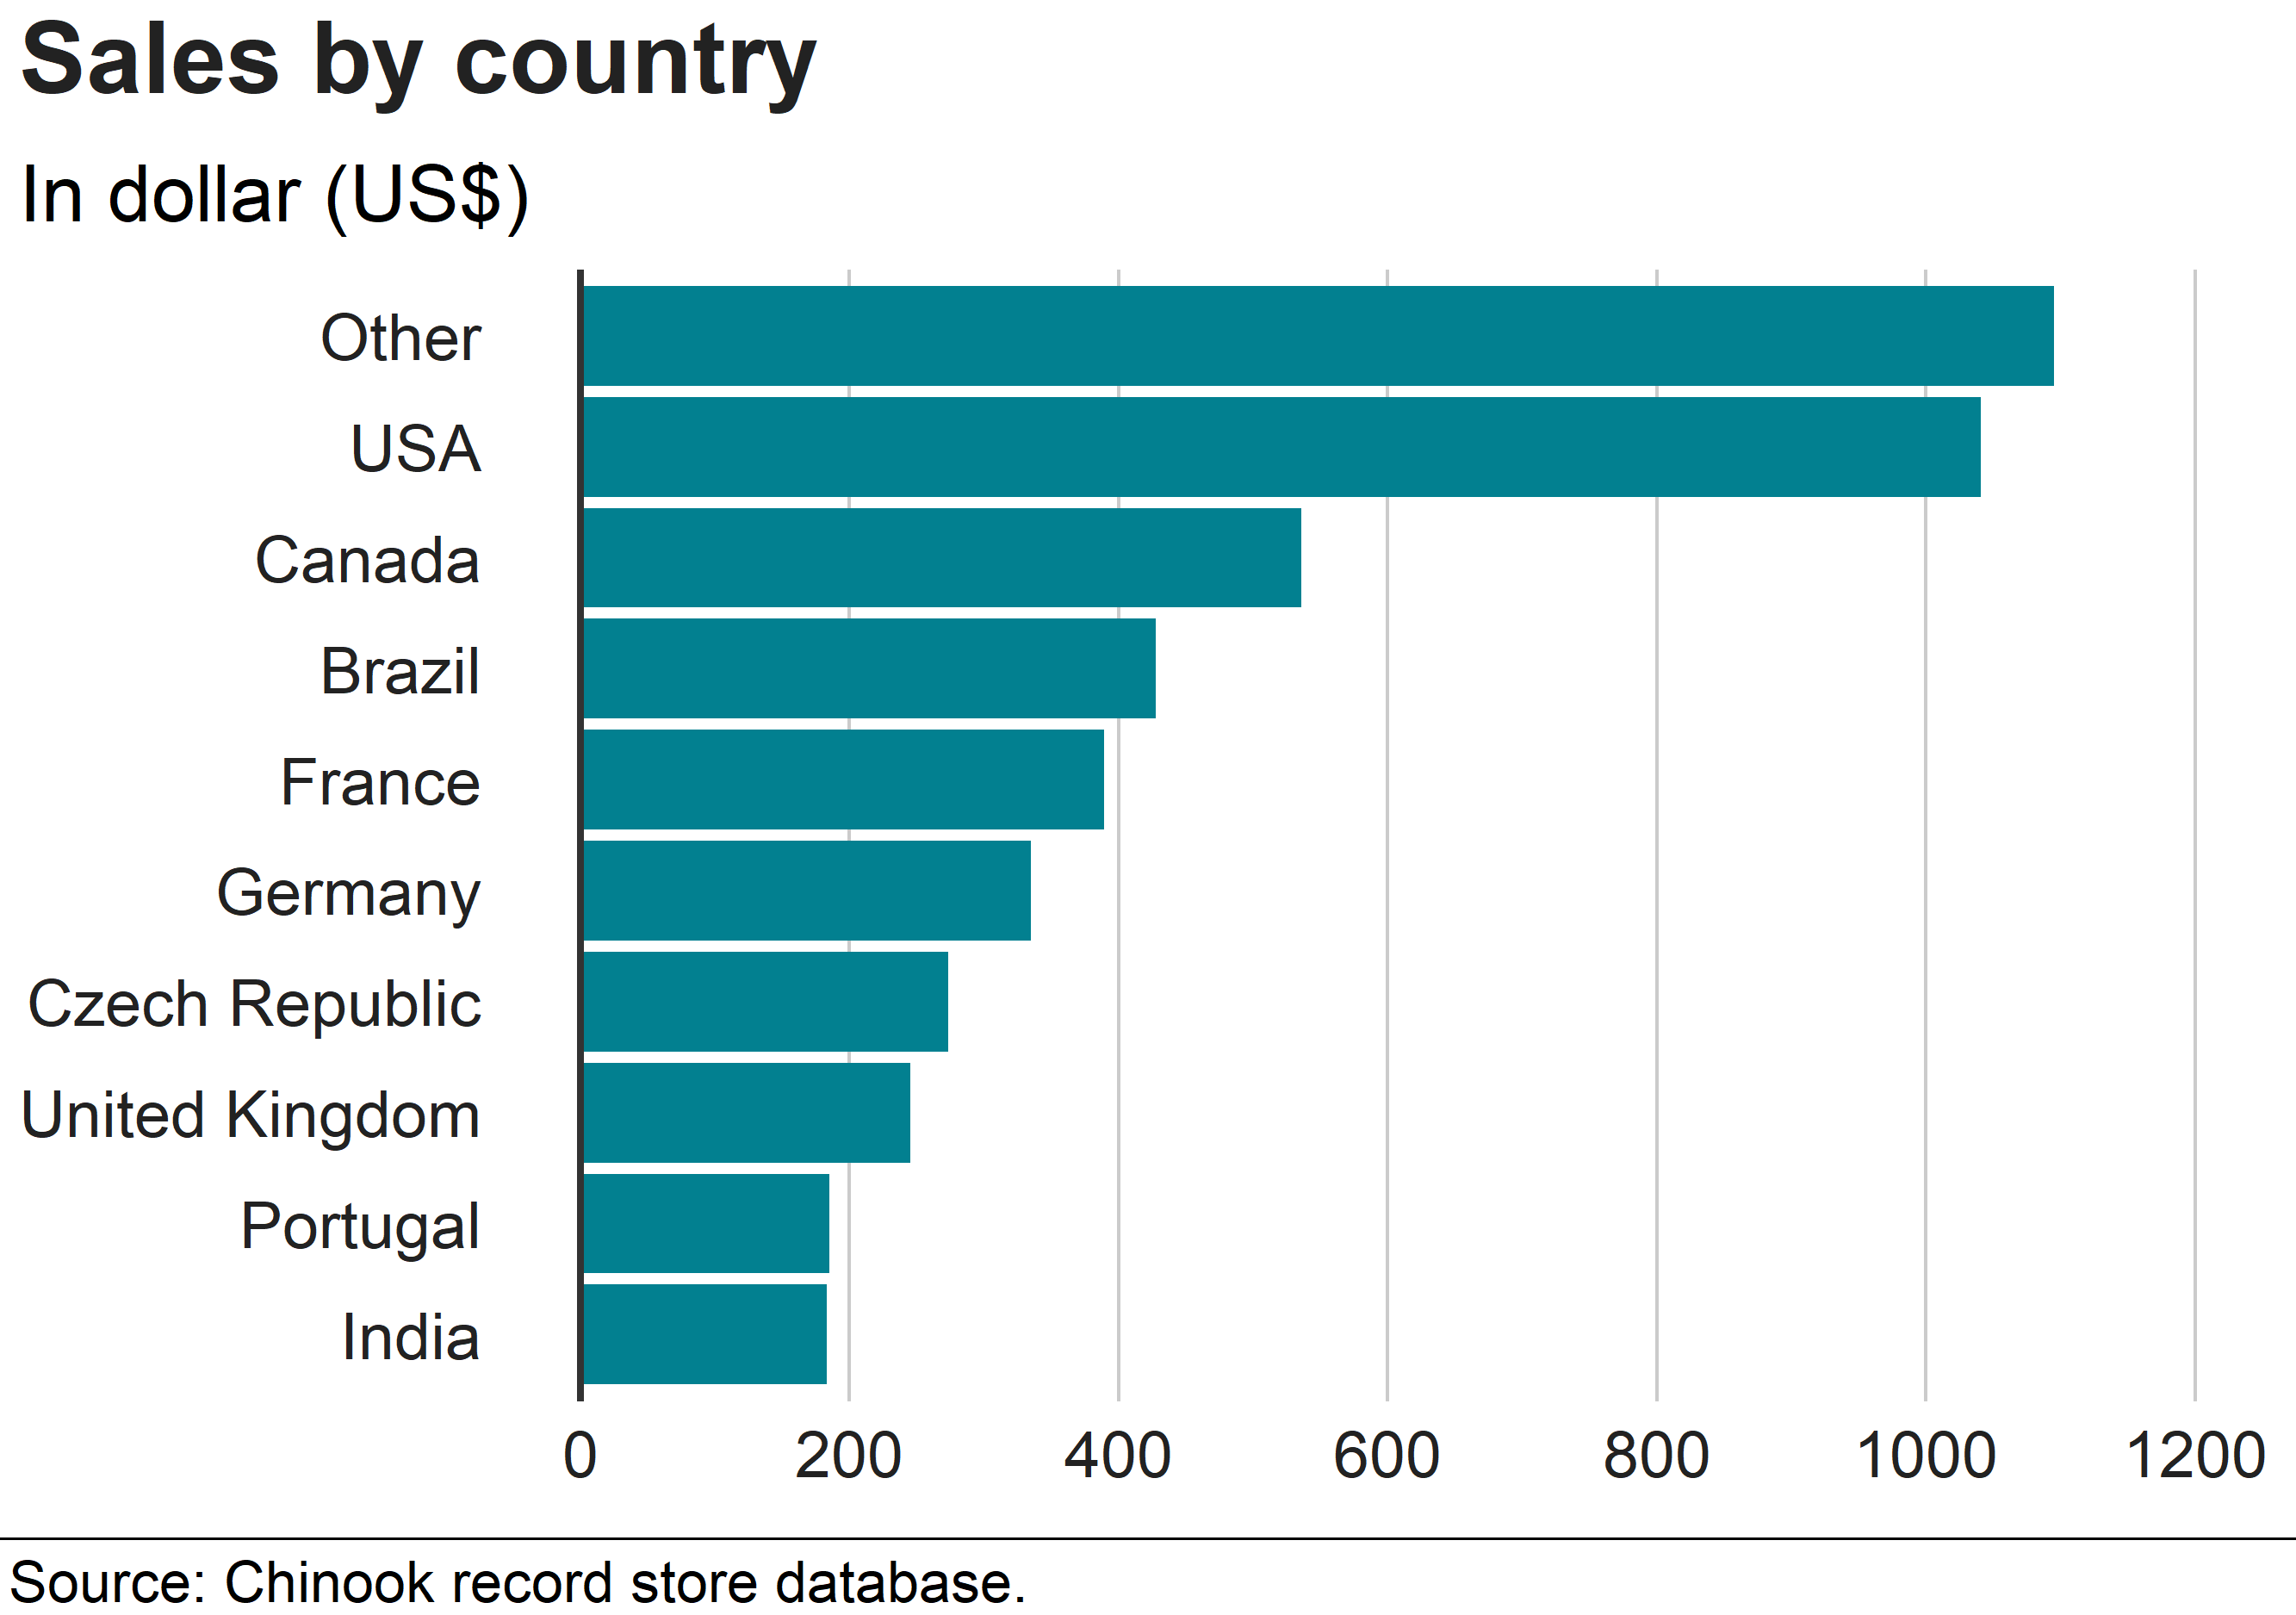 Sales by country
In dollar (US$)
Other
USA
Canada
Brazil
France
Germany
Czech Republic
United Kingdom
Portugal
India
0 200 400 600 800 1000 1200
Source: Chinook record store database.